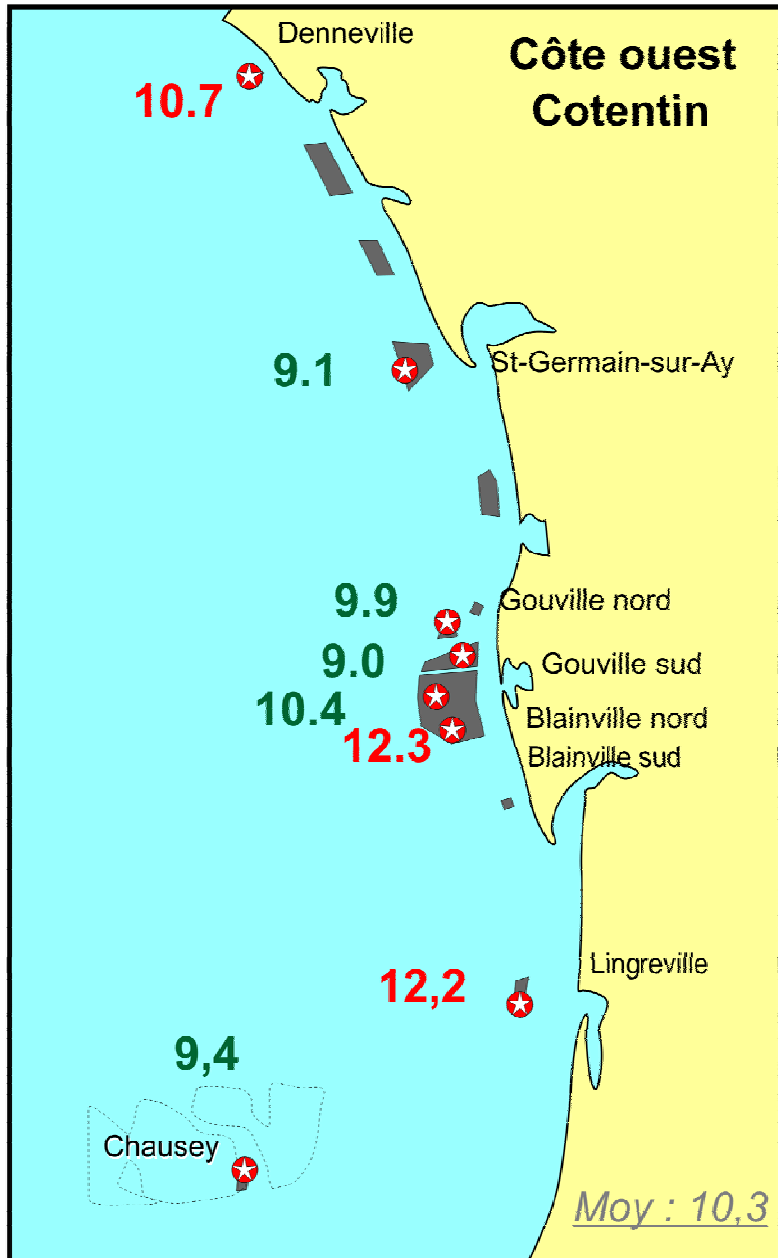 Denneville
Côte ouest
Cotentin
10.7
9.1
St-Germain-sur-Ay
9.9
Gouville nord
9.0
Gouville sud
10.4
Blainville nord
12.3
Blainville sud
Lingreville
12,2
9,4
Chausey
Moy : 10,3